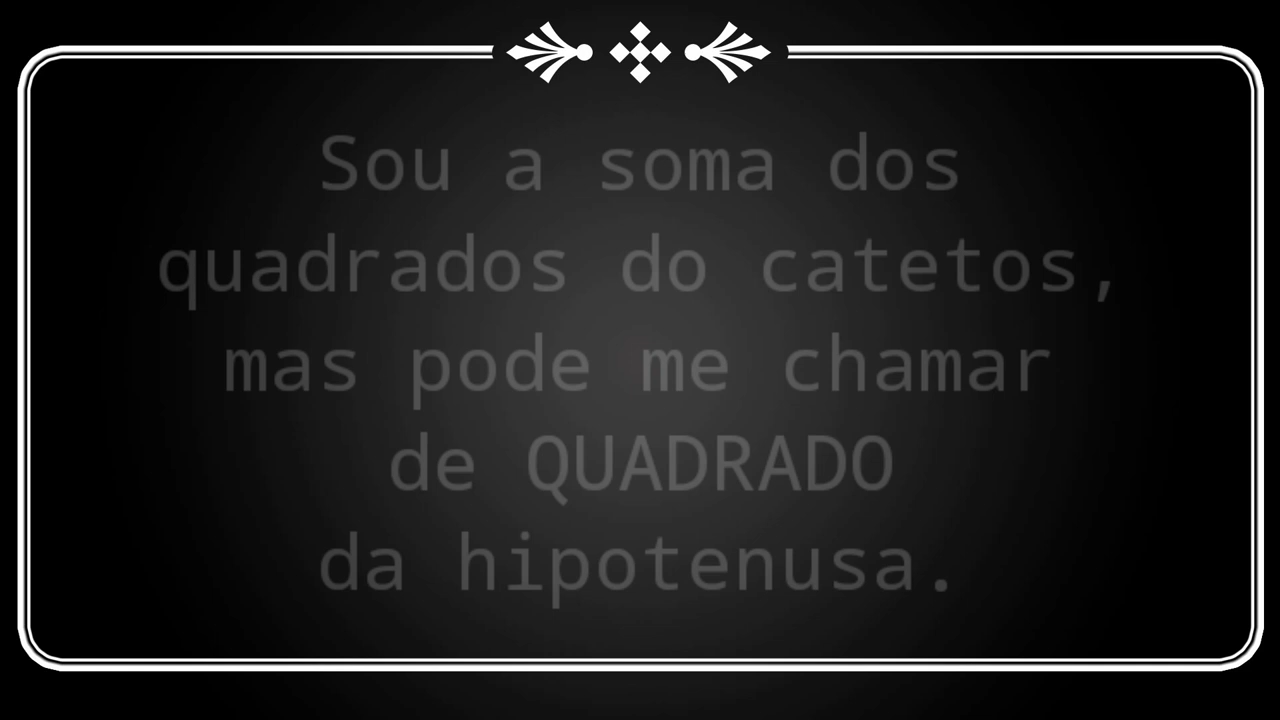 Sou a soma dos
quadrados do catetos,
mas pode me chamar
de QUADRADO
da hipotenusa.